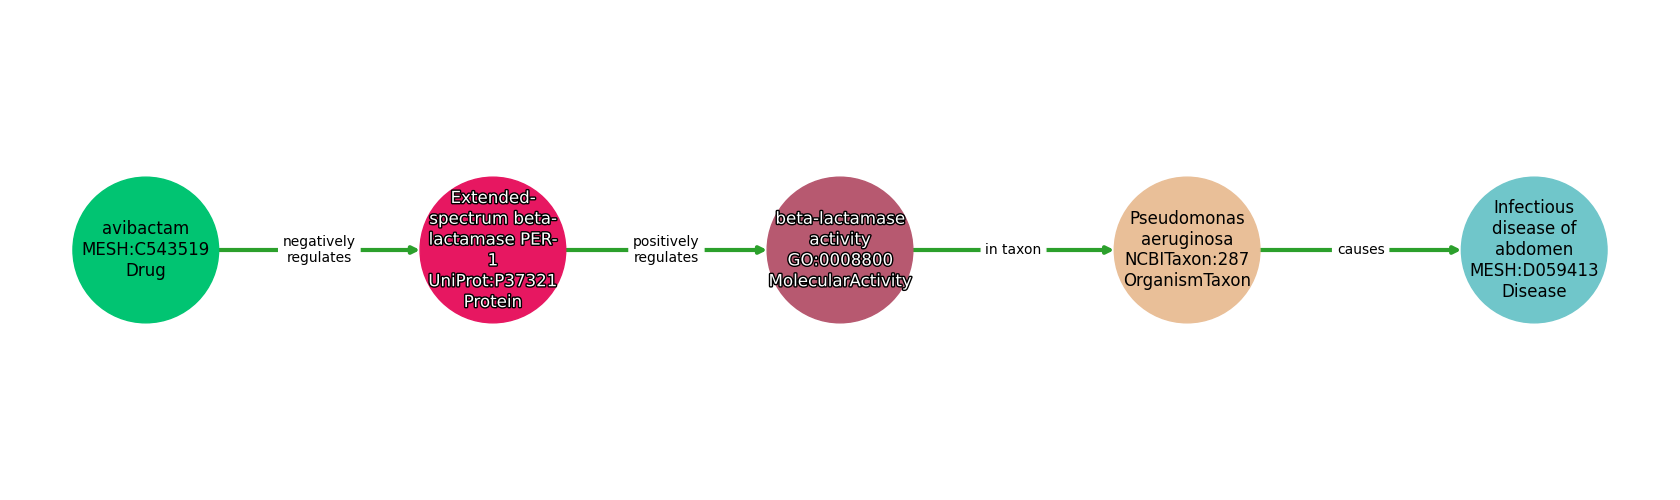 avibactam
MESH:C543519
Drug
negatively
regulates
Extended-
spectrum beta-
lactamase PER-
1
UniProt:P37321
Protein
positively
regulates
beta-lactamase
activity
GO:0008800
MolecularActivity
in taxon
Pseudomonas
aeruginosa
NCBITaxon:287
OrganismTaxon
causes
Infectious
disease of
abdomen
MESH:D059413
Disease